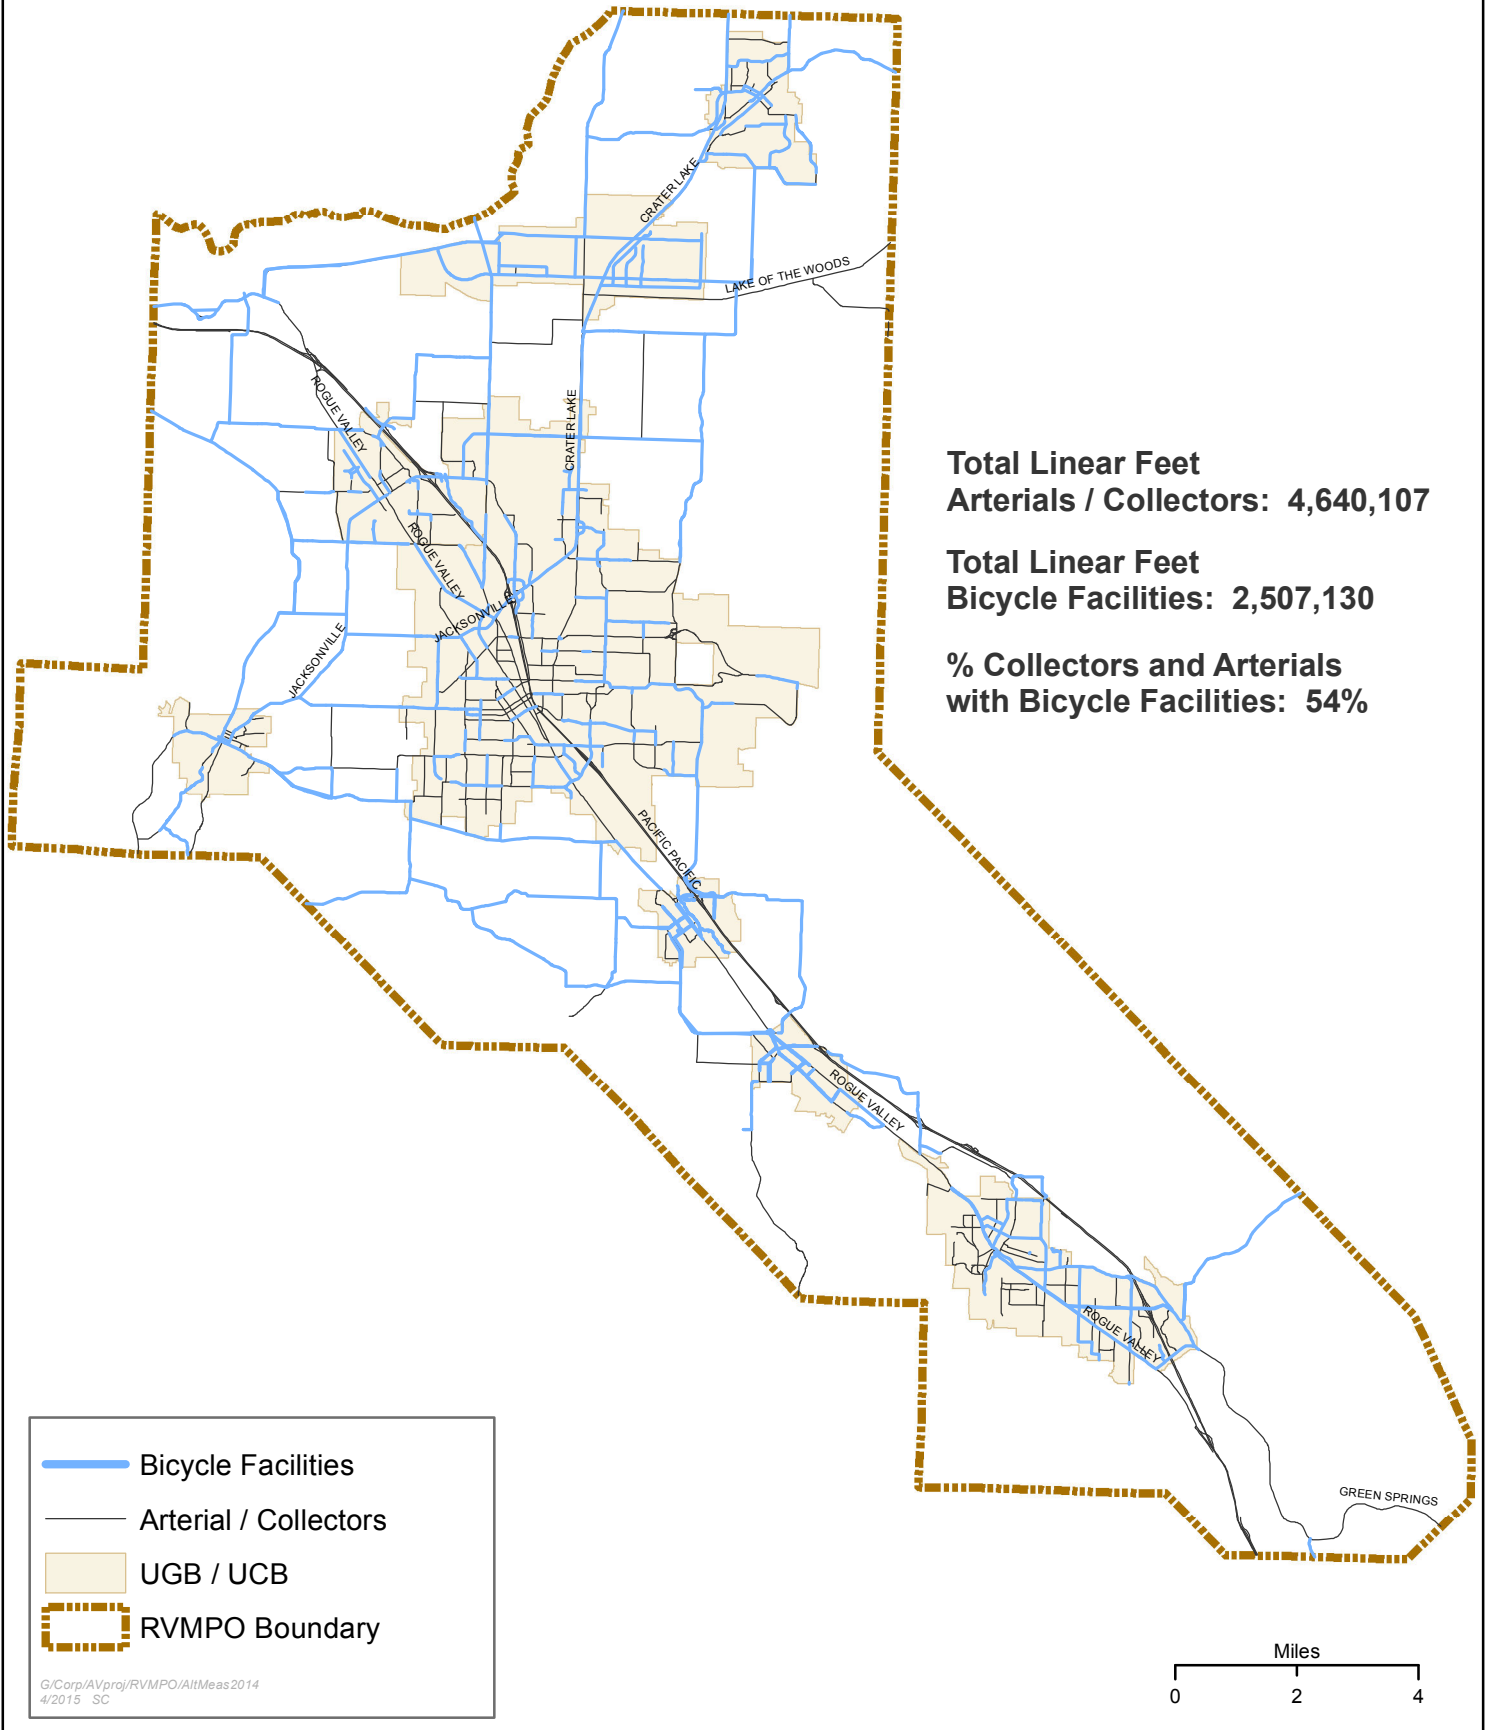 CRATER LAKE
LAKE OF THE WOODS
ROGUE VALLEY
CRATER LAKE
ROGUE VALLEY
JACKSONVILLE
JACKSONVILLE
PACIFIC PACIFIC
ROGUE VALLEY
ROGUE VALLEY
GREEN SPRINGS
Total Linear Feet
Arterials / Collectors: 4,640,107
Total Linear Feet
Bicycle Facilities: 2,507,130
% Collectors and Arterials
with Bicycle Facilities: 54%
Bicycle Facilities
Arterial / Collectors
UGB / UCB
RVMPO Boundary
G/Corp/AVproj/RVMPO/AltMeas2014
4/2015 SC
Miles
0 2 4